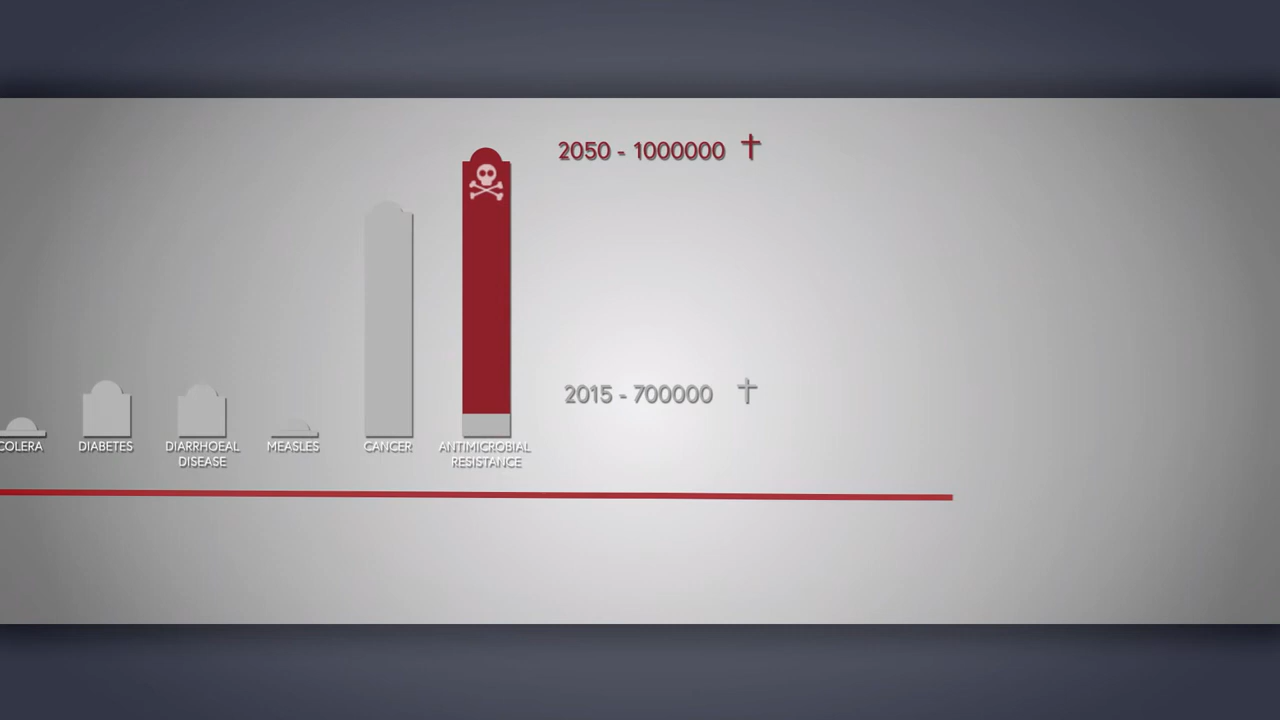 2050 - 1000000
2015 - 700000
COLERA
DIABETES
DIARRHOEAL
DISEASE
MEASLES
CANCER
ANTIMICROBIAL
RESISTANCE